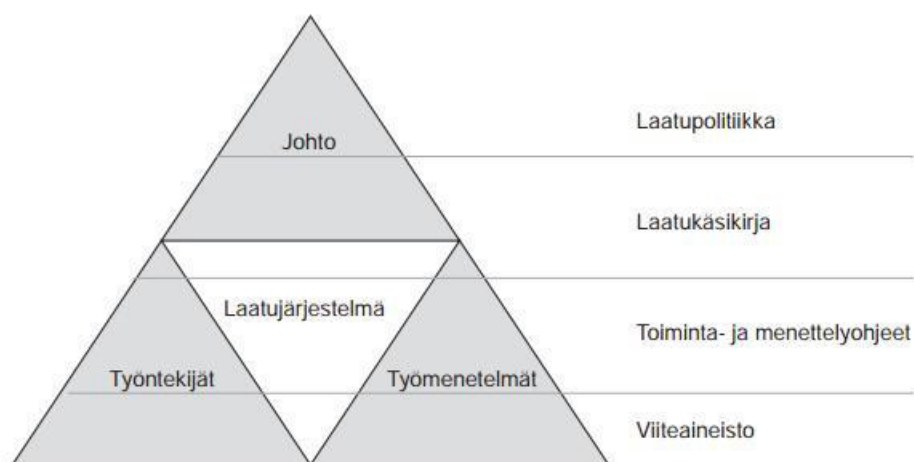 Laatupolitiikka
Johto
Laatukäsikirja
Laatujärjestelmä
Toiminta- ja menettelyohjeet
Työntekijät
Työmenetelmät
Viiteaineisto